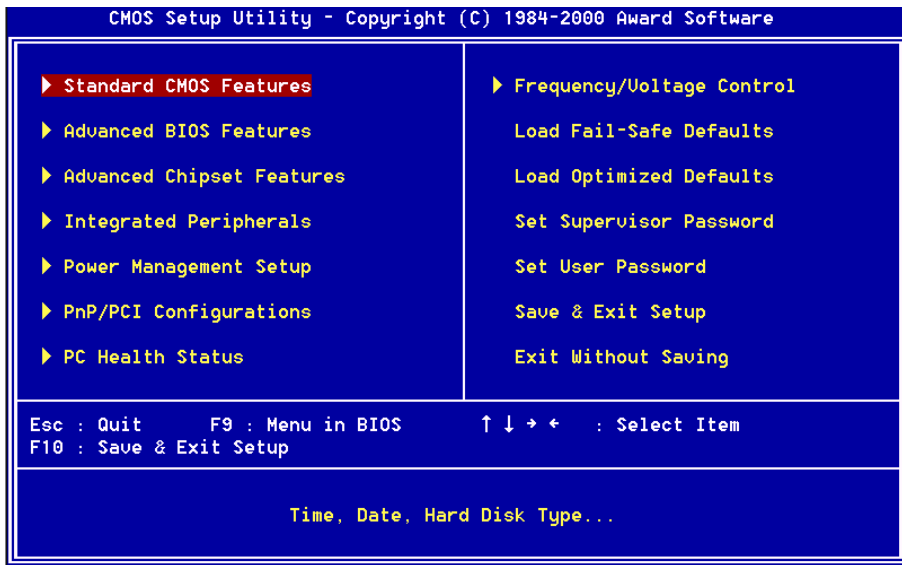 CMOS Setup Utility - Copyright (C) 1984-2000 Award Software
Standard CMOS Features
Advanced BIOS Features
Advanced Chipset Features
Integrated Peripherals
Power Management Setup
PnP/PCI Configurations
PC Health Status
Frequency/Voltage Control
Load Fail-Safe Defaults
Load Optimized Defaults
Set Supervisor Password
Set User Password
Save & Exit Setup
Exit Without Saving
Esc : Quit F9 : Menu in BIOS ↑ ↓ → ← : Select Item
F10 : Save & Exit Setup
Time, Date, Hard Disk Type...